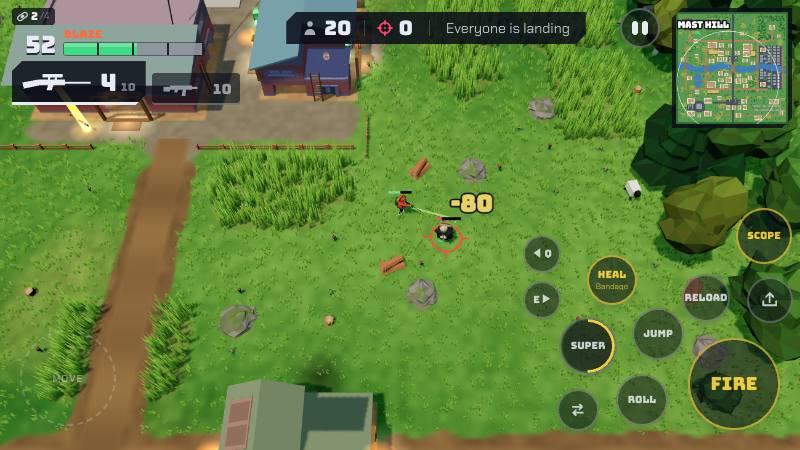 2/4
BLAZE
52
4 10
10
20
0
Everyone is landing
MAST HILL
-80
SCOPE
Q
HEAL
Bandage
E
RELOAD
SUPER
JUMP
MOVE
FIRE
ROLL